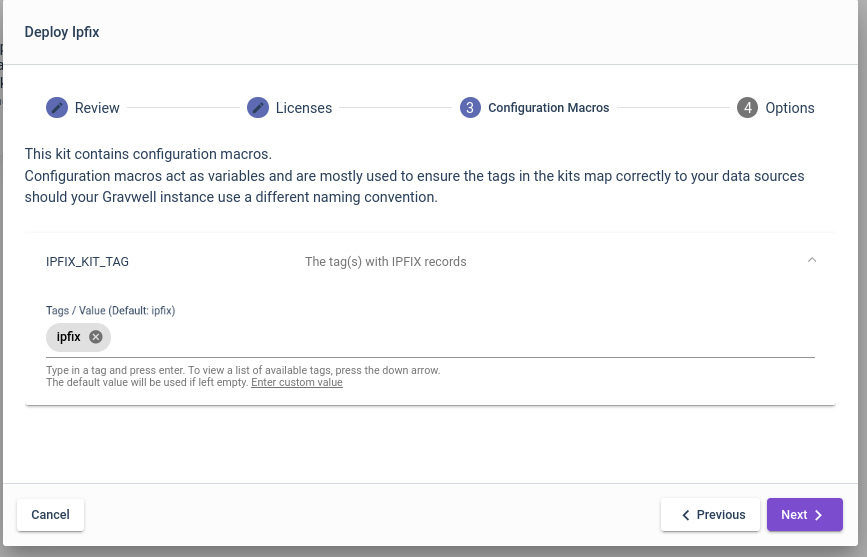 Deploy Ipfix
Review
Licenses
3 Configuration Macros
4 Options
This kit contains configuration macros.
Configuration macros act as variables and are mostly used to ensure the tags in the kits map correctly to your data sources
should your Gravwell instance use a different naming convention.
IPFIX_KIT_TAG
The tag(s) with IPFIX records
Tags / Value (Default: ipfix)
ipfix
Type in a tag and press enter. To view a list of available tags, press the down arrow.
The default value will be used if left empty. Enter custom value
Cancel
Previous
Next